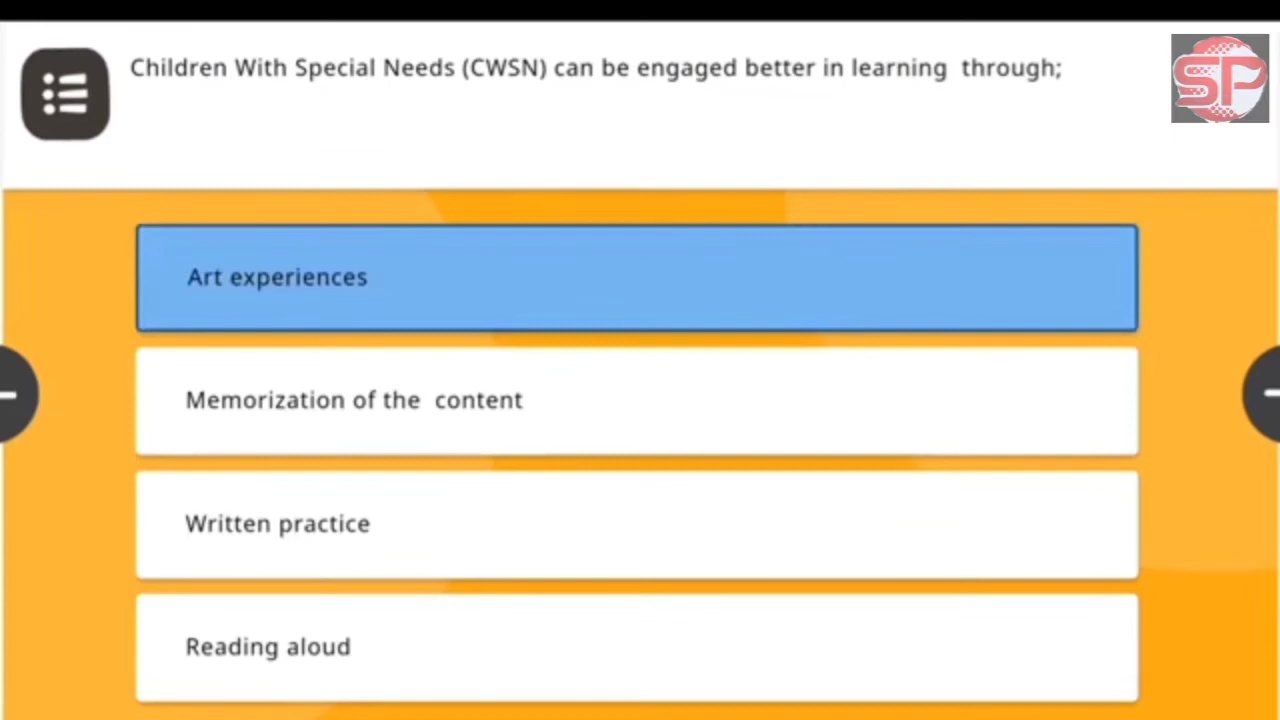 Children With Special Needs (CWSN) can be engaged better in learning through;
SP
Art experiences
Memorization of the content
Written practice
Reading aloud